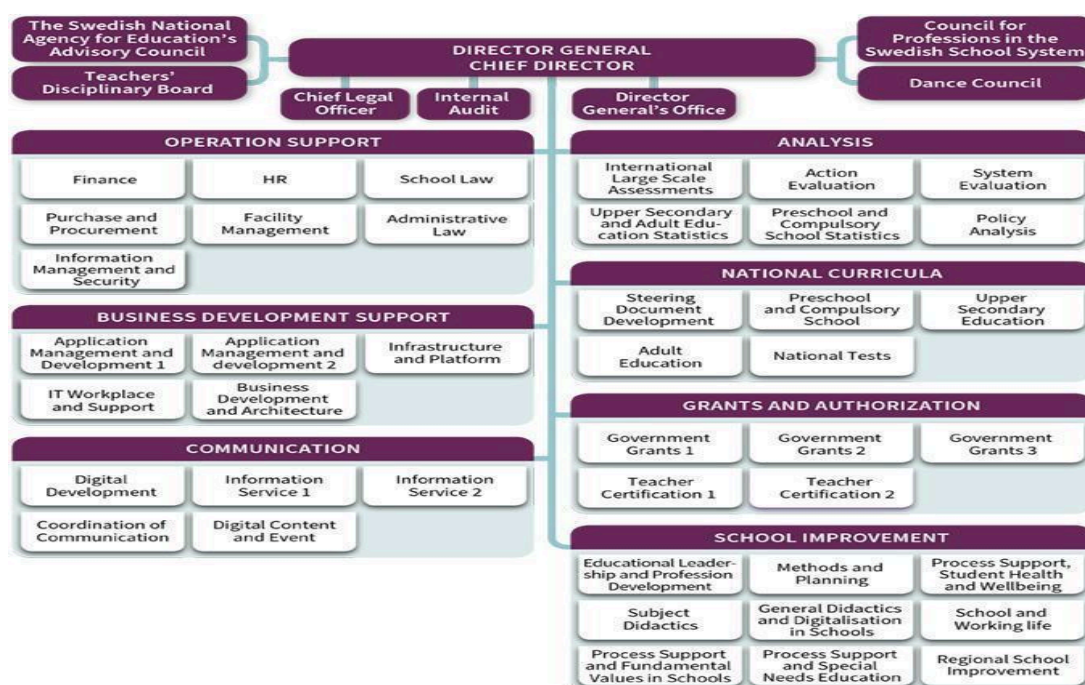 The Swedish National
Agency for Education's
Advisory Council
Teachers'
Disciplinary Board
DIRECTOR GENERAL
CHIEF DIRECTOR
Council for
Professions in the
Swedish School System
Dance Council
Chief Legal
Officer
Internal
Audit
Director
General's Office
OPERATION SUPPORT
Finance
HR
School Law
Purchase and
Procurement
Facility
Management
Administrative
Law
Information
Management and
Security
BUSINESS DEVELOPMENT SUPPORT
Application
Management and
Development 1
Application
Management and
development 2
Infrastructure
and Platform
IT Workplace
and Support
Business
Development
and Architecture
COMMUNICATION
Digital
Development
Information
Service 1
Information
Service 2
Coordination of
Communication
Digital Content
and Event
ANALYSIS
International
Large Scale
Assessments
Action
Evaluation
System
Evaluation
Upper Secondary
and Adult Edu-
cation Statistics
Preschool and
Compulsory
School Statistics
Policy
Analysis
NATIONAL CURRICULA
Steering
Document
Development
Preschool
and Compulsory
School
Upper
Secondary
Education
Adult
Education
National Tests
GRANTS AND AUTHORIZATION
Government
Grants 1
Government
Grants 2
Government
Grants 3
Teacher
Certification 1
Teacher
Certification 2
SCHOOL IMPROVEMENT
Educational Leader-
ship and Profession
Development
Methods and
Planning
Process Support,
Student Health
and Wellbeing
Subject
Didactics
General Didactics
and Digitalisation
in Schools
School and
Working life
Process Support
and Fundamental
Values in Schools
Process Support
and Special
Needs Education
Regional School
Improvement